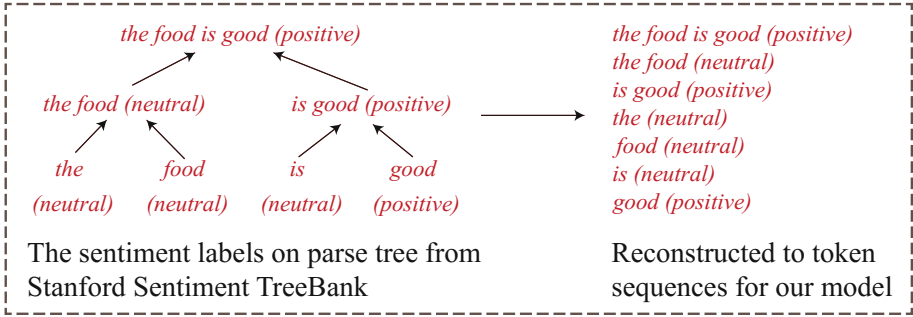 the food is good (positive)
the food (neutral)
is good (positive)
the
(neutral)
food
(neutral)
is
(neutral)
good
(positive)
The sentiment labels on parse tree from
Stanford Sentiment TreeBank
the food is good (positive)
the food (neutral)
is good (positive)
the (neutral)
food (neutral)
is (neutral)
good (positive)
Reconstructed to token
sequences for our model